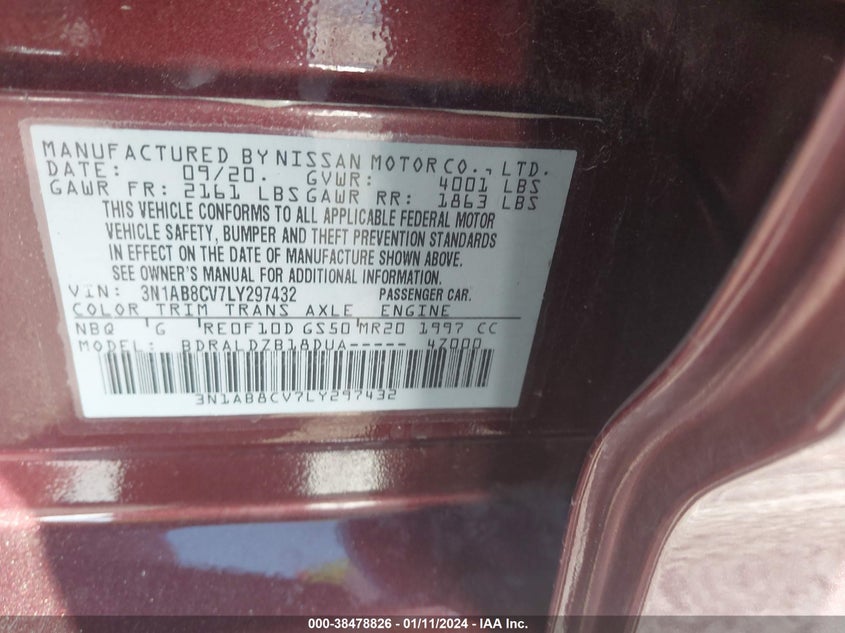 MANUFACTURED BY NISSAN MOTOR CO., LTD.
DATE: 09/20. GVWR: 4001 LBS
GAWR FR: 2161 LBS GAWR RR: 1863 LBS
THIS VEHICLE CONFORMS TO ALL APPLICABLE FEDERAL MOTOR
VEHICLE SAFETY, BUMPER AND THEFT PREVENTION STANDARDS
IN EFFECT ON THE DATE OF MANUFACTURE SHOWN ABOVE.
SEE OWNER'S MANUAL FOR ADDITIONAL INFORMATION.
VIN: 3N1AB8CV7LY297432 PASSENGER CAR.
COLOR TRIM TRANS AXLE ENGINE
NBQ G RE0F10D GS50 MR20 1997 CC
MODEL: BDRALDZB18DUA----- 4Z000
3N1AB8CV7LY297432
000-38478826 - 01/11/2024 - IAA Inc.